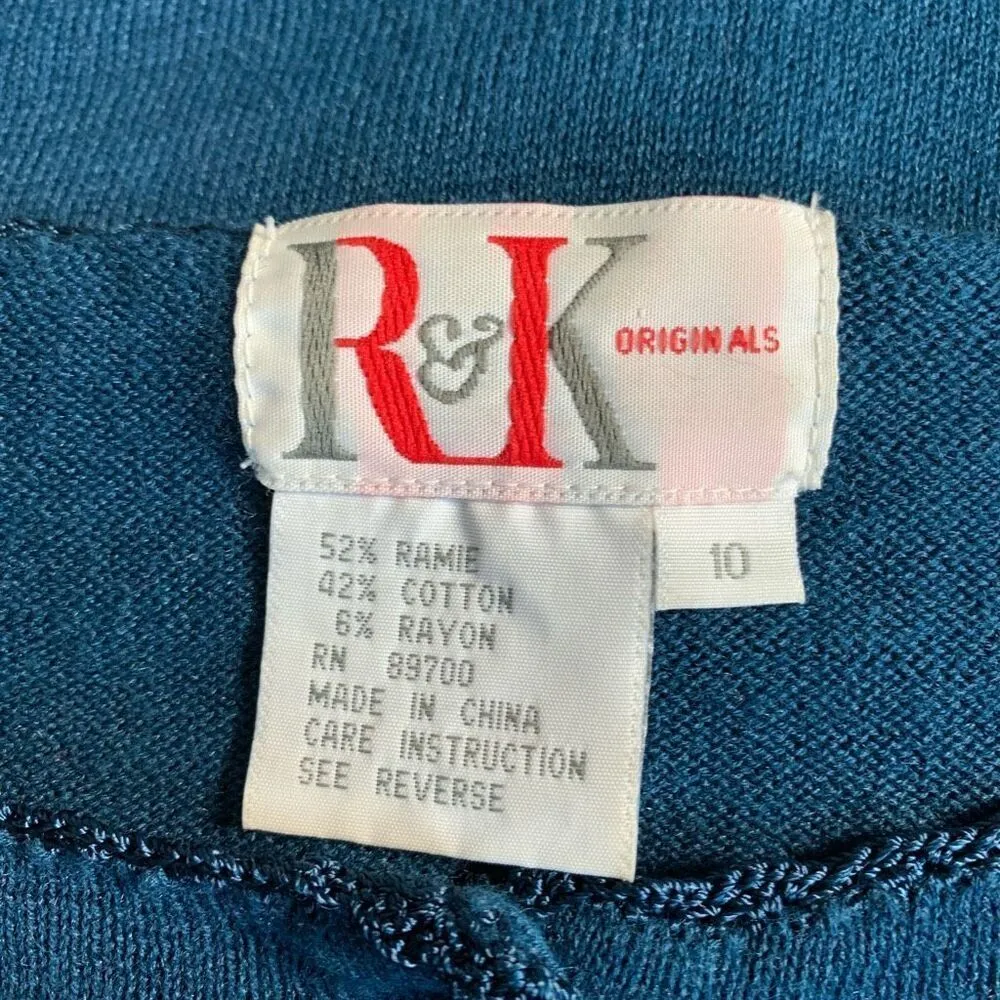 R&K ORIGINALS
10
52% RAMIE
42% COTTON
6% RAYON
RN 89700
MADE IN CHINA
CARE INSTRUCTION
SEE REVERSE